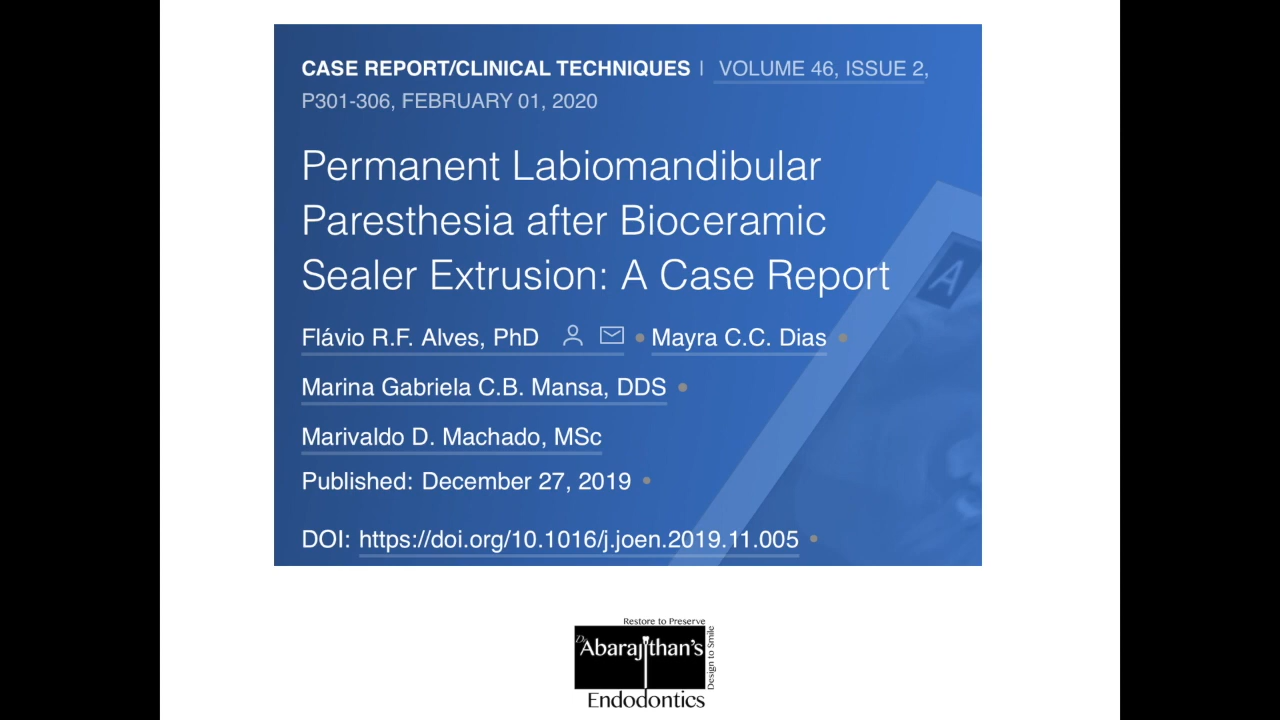 CASE REPORT/CLINICAL TECHNIQUES | VOLUME 46, ISSUE 2,
P301-306, FEBRUARY 01, 2020
Permanent Labiomandibular
Paresthesia after Bioceramic
Sealer Extrusion: A Case Report
Flávio R.F. Alves, PhD • Mayra C.C. Dias •
Marina Gabriela C.B. Mansa, DDS •
Marivaldo D. Machado, MSc
Published: December 27, 2019 •
DOI: https://doi.org/10.1016/j.joen.2019.11.005 •
A
Restore to Preserve
Dr Abarajithan's
Design to Smile
Endodontics